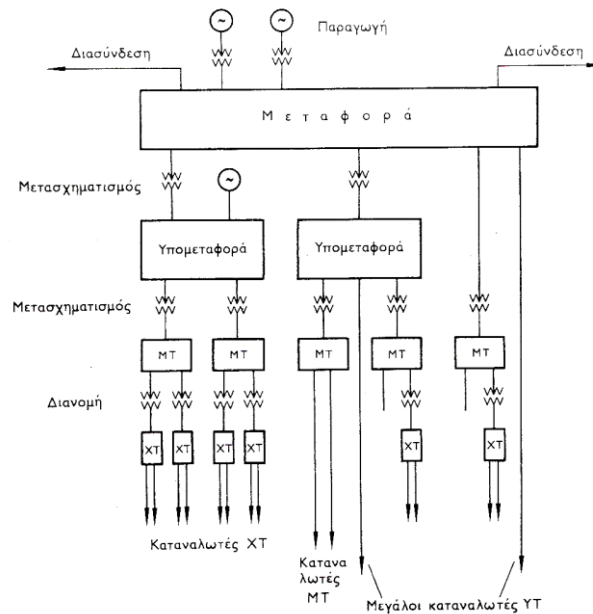 Παραγωγή
Διασύνδεση
Διασύνδεση
Μεταφορά
Μετασχηματισμός
Υπομεταφορά
Υπομεταφορά
Μετασχηματισμός
ΜΤ
ΜΤ
ΜΤ
ΜΤ
ΜΤ
Διανομή
ΧΤ
ΧΤ
ΧΤ
ΧΤ
ΧΤ
ΧΤ
Καταναλωτές ΧΤ
Κατανα
λωτές
ΜΤ
Μεγάλοι καταναλωτές ΥΤ